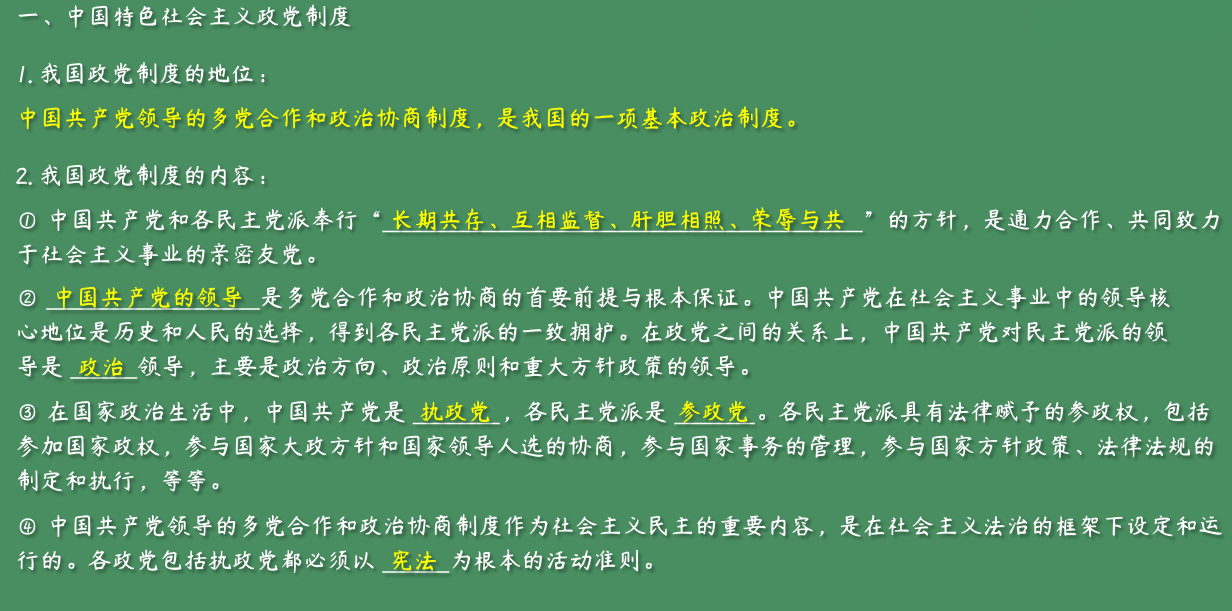 一、中国特色社会主义政党制度
1. 我国政党制度的地位：
中国共产党领导的多党合作和政治协商制度，是我国的一项基本政治制度。
2. 我国政党制度的内容：
① 中国共产党和各民主党派奉行“ 长期共存、互相监督、肝胆相照、荣辱与共 ”的方针，是通力合作、共同致力
于社会主义事业的亲密友党。
② 中国共产党的领导 是多党合作和政治协商的首要前提与根本保证。中国共产党在社会主义事业中的领导核
心地位是历史和人民的选择，得到各民主党派的一致拥护。在政党之间的关系上，中国共产党对民主党派的领
导是 政治 领导，主要是政治方向、政治原则和重大方针政策的领导。
③ 在国家政治生活中，中国共产党是 执政党 ，各民主党派是 参政党 。各民主党派具有法律赋予的参政权，包括
参加国家政权，参与国家大政方针和国家领导人选的协商，参与国家事务的管理，参与国家方针政策、法律法规的
制定和执行，等等。
④ 中国共产党领导的多党合作和政治协商制度作为社会主义民主的重要内容，是在社会主义法治的框架下设定和运
行的。各政党包括执政党都必须以 宪法 为根本的活动准则。